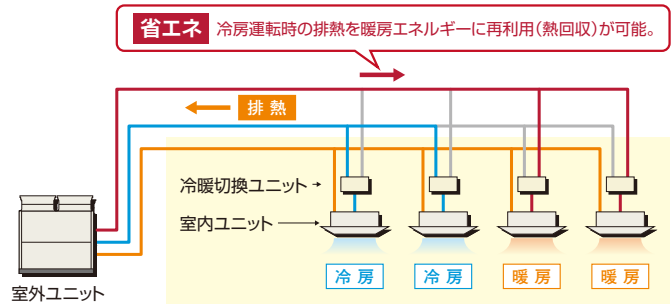 省エネ 冷房運転時の排熱を暖房エネルギーに再利用(熱回収)が可能。
排熱
冷暖切換ユニット
室内ユニット
室外ユニット
冷房
冷房
暖房
暖房